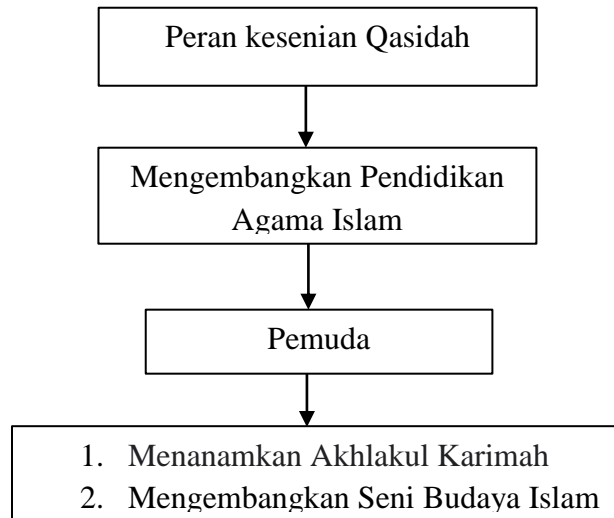 Peran kesenian Qasidah
Mengembangkan Pendidikan
Agama Islam
Pemuda
1. Menanamkan Akhlakul Karimah
2. Mengembangkan Seni Budaya Islam